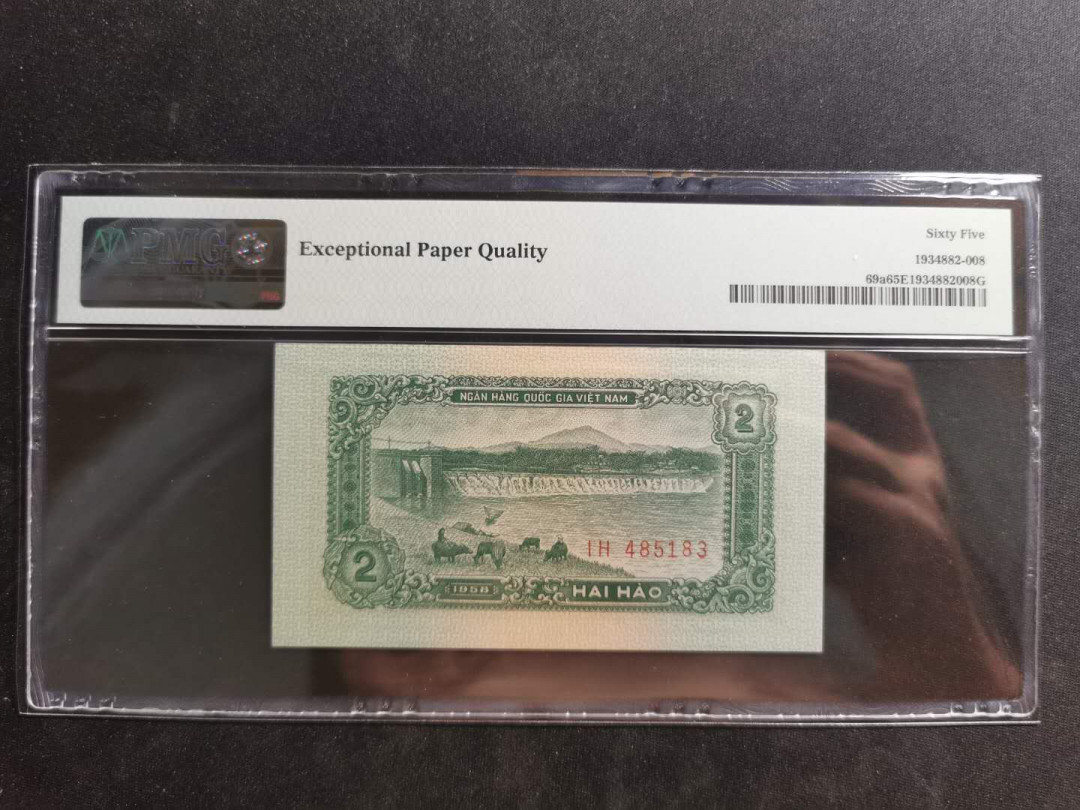 PMG
Exceptional Paper Quality
Sixty Five
1934882-008
69a65E1934882008G
NGÂN HÀNG QUỐC GIA VIỆT NAM
2
IH 485183
2
1958
HAI HÀO